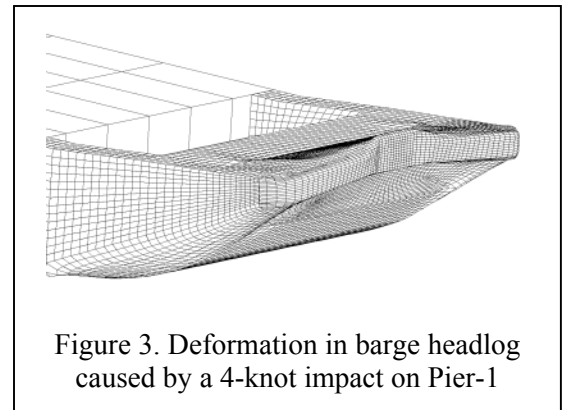 Figure 3. Deformation in barge headlog
caused by a 4-knot impact on Pier-1